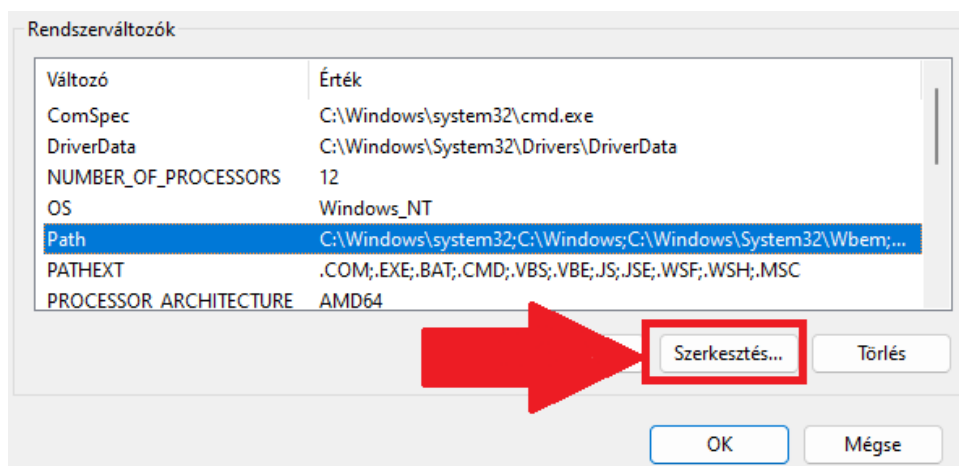 Rendszerváltozók
Változó Érték
ComSpec C:\Windows\system32\cmd.exe
DriverData C:\Windows\System32\Drivers\DriverData
NUMBER_OF_PROCESSORS 12
OS Windows_NT
Path C:\Windows\system32;C:\Windows;C:\Windows\System32\Wbem;...
PATHEXT .COM;.EXE;.BAT;.CMD;.VBS;.VBE;.JS;.JSE;.WSF;.WSH;.MSC
PROCESSOR_ARCHITECTURE AMD64
Szerkesztés... Törlés
OK Mégse